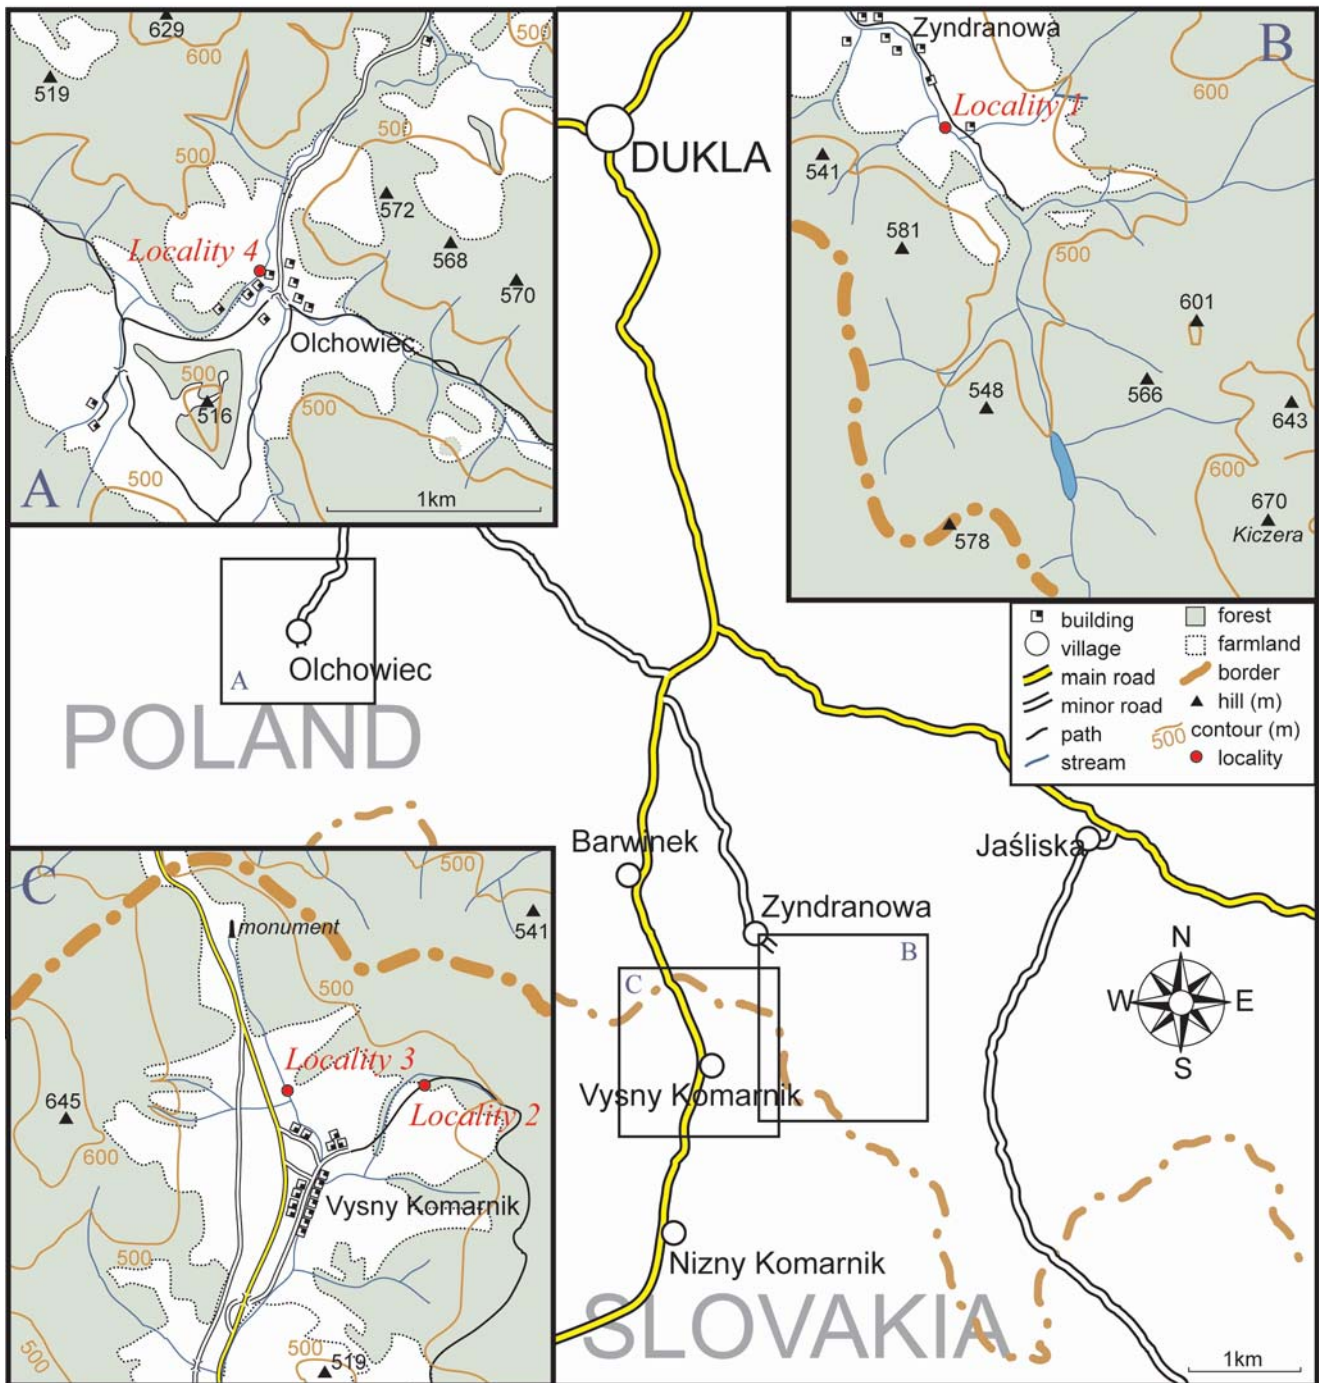 629
600
500
519
500
500
572
568
570
Locality 4
Olchowiec
500
516
500
500
A
1km
DUKLA
Zyndranowa
B
600
Locality 1
541
581
500
601
548
566
643
600
670
Kiczera
578
building
village
main road
minor road
path
stream
forest
farmland
border
hill (m)
500 contour (m)
locality
A
Olchowiec
POLAND
Barwinek
Jaśliska
Zyndranowa
B
C
Vysny Komarnik
Nizny Komarnik
SLOVAKIA
N
W E
S
1km
C
500
monument
541
500
Locality 3
Locality 2
645
600
Vysny Komarnik
500
500
500
519